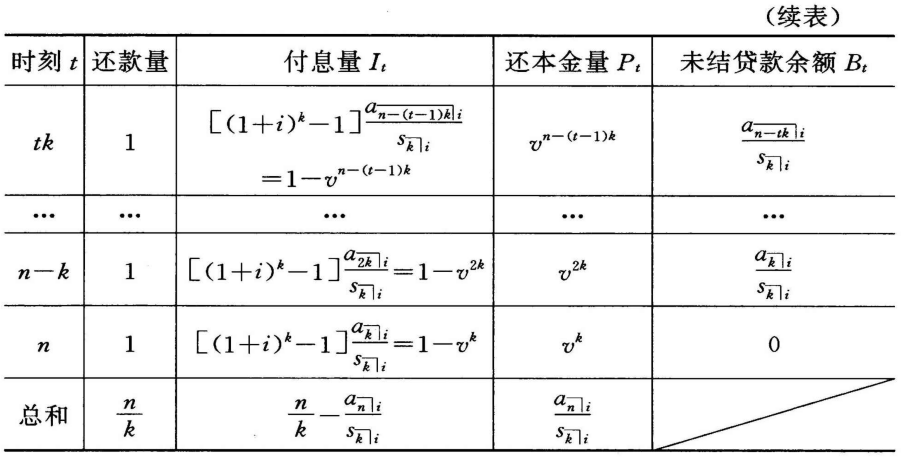 （续表）
时刻 t 还款量 付息量 Iₜ 还本金量 Pₜ 未结贷款余额 Bₜ
tk 1 $[(1+i)^k-1]\frac{a_{\overline{n-(t-1)k}|i}}{s_{\overline{k}|i}}$ $v^{n-(t-1)k}$ $\frac{a_{\overline{n-tk}|i}}{s_{\overline{k}|i}}$
$=1-v^{n-(t-1)k}$
… … … … …
n−k 1 $[(1+i)^k-1]\frac{a_{\overline{2k}|i}}{s_{\overline{k}|i}}=1-v^{2k}$ $v^{2k}$ $\frac{a_{\overline{k}|i}}{s_{\overline{k}|i}}$
n 1 $[(1+i)^k-1]\frac{a_{\overline{k}|i}}{s_{\overline{k}|i}}=1-v^k$ $v^k$ 0
总和 $\frac{n}{k}$ $\frac{n}{k}-\frac{a_{\overline{n}|i}}{s_{\overline{k}|i}}$ $\frac{a_{\overline{n}|i}}{s_{\overline{k}|i}}$